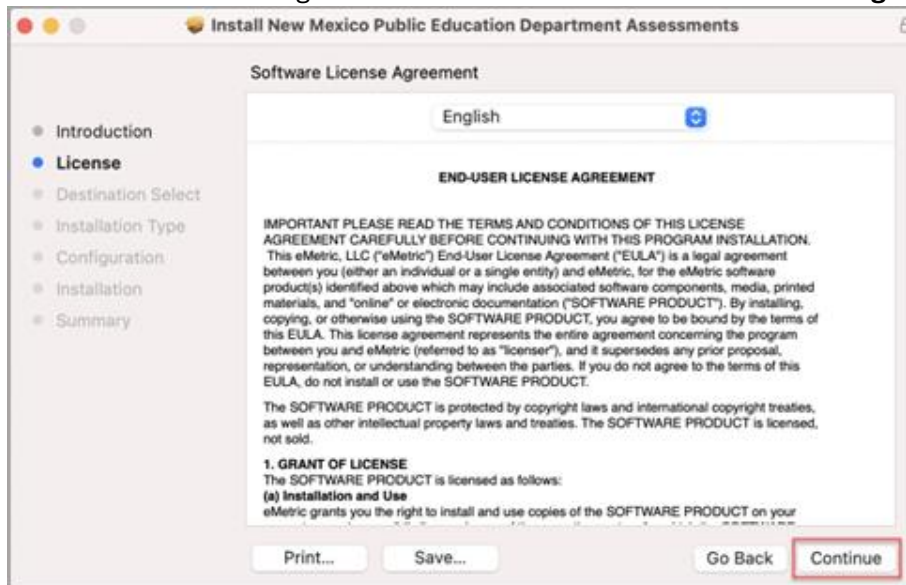 Install New Mexico Public Education Department Assessments
Software License Agreement
English
Introduction
License
Destination Select
Installation Type
Configuration
Installation
Summary
END-USER LICENSE AGREEMENT
IMPORTANT PLEASE READ THE TERMS AND CONDITIONS OF THIS LICENSE
AGREEMENT CAREFULLY BEFORE CONTINUING WITH THIS PROGRAM INSTALLATION.
This eMetric, LLC ("eMetric") End-User License Agreement ("EULA") is a legal agreement
between you (either an individual or a single entity) and eMetric, for the eMetric software
product(s) identified above which may include associated software components, media, printed
materials, and "online" or electronic documentation ("SOFTWARE PRODUCT"). By installing,
copying, or otherwise using the SOFTWARE PRODUCT, you agree to be bound by the terms of
this EULA. This license agreement represents the entire agreement concerning the program
between you and eMetric (referred to as "licenser"), and it supersedes any prior proposal,
representation, or understanding between the parties. If you do not agree to the terms of this
EULA, do not install or use the SOFTWARE PRODUCT.
The SOFTWARE PRODUCT is protected by copyright laws and international copyright treaties,
as well as other intellectual property laws and treaties. The SOFTWARE PRODUCT is licensed,
not sold.
1. GRANT OF LICENSE
The SOFTWARE PRODUCT is licensed as follows:
(a) Installation and Use
eMetric grants you the right to install and use copies of the SOFTWARE PRODUCT on your
Print... Save... Go Back Continue